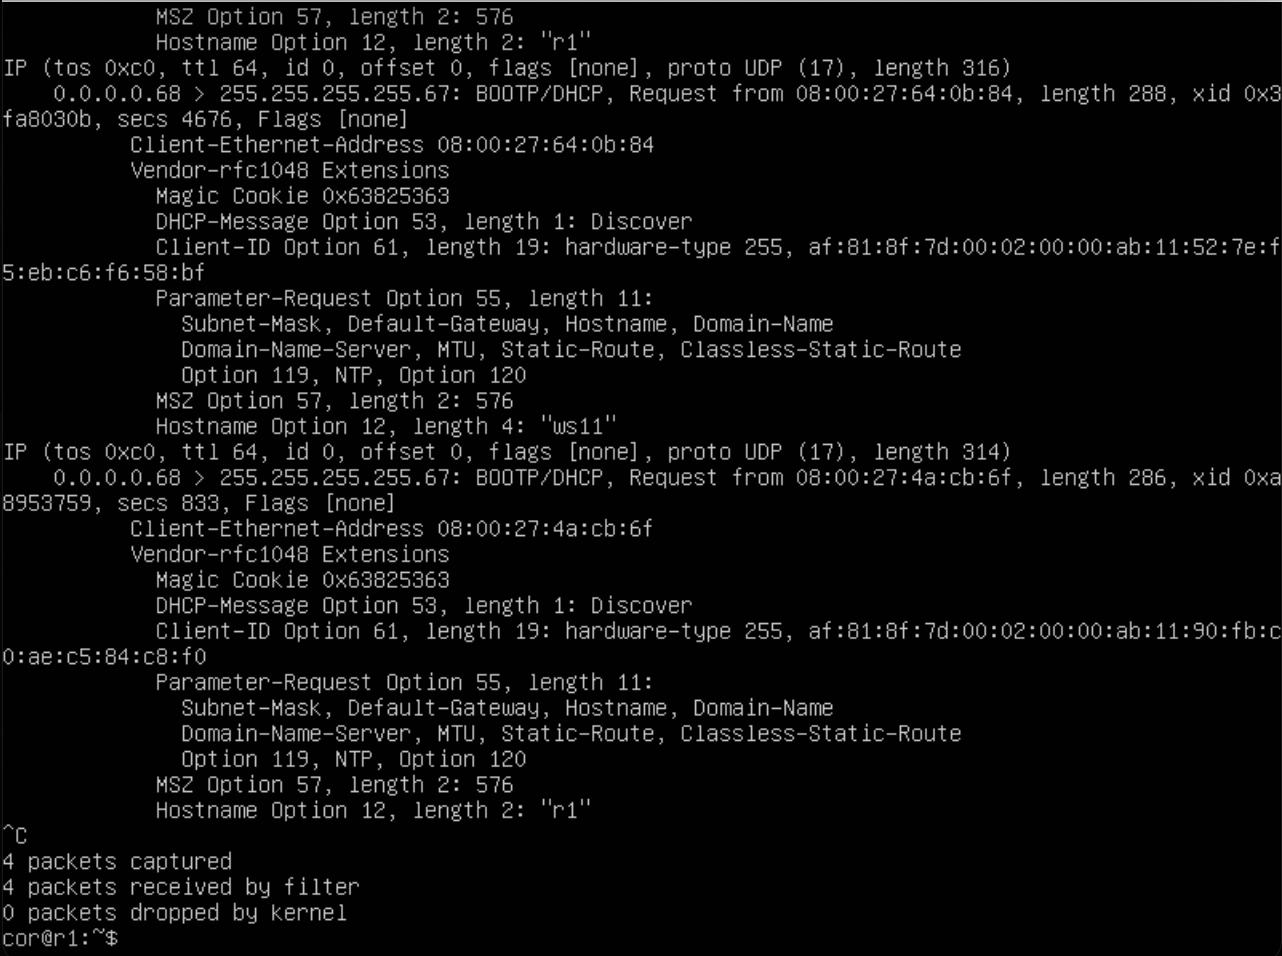 MSZ Option 57, length 2: 576
Hostname Option 12, length 2: "r1"
IP (tos 0xc0, ttl 64, id 0, offset 0, flags [none], proto UDP (17), length 316)
0.0.0.0.68 > 255.255.255.255.67: BOOTP/DHCP, Request from 08:00:27:64:0b:84, length 288, xid 0x3
fa8030b, secs 4676, Flags [none]
Client-Ethernet-Address 08:00:27:64:0b:84
Vendor-rfc1048 Extensions
Magic Cookie 0x63825363
DHCP-Message Option 53, length 1: Discover
Client-ID Option 61, length 19: hardware-type 255, af:81:8f:7d:00:02:00:00:ab:11:52:7e:f
5:eb:c6:f6:58:bf
Parameter-Request Option 55, length 11:
Subnet-Mask, Default-Gateway, Hostname, Domain-Name
Domain-Name-Server, MTU, Static-Route, Classless-Static-Route
Option 119, NTP, Option 120
MSZ Option 57, length 2: 576
Hostname Option 12, length 4: "ws11"
IP (tos 0xc0, ttl 64, id 0, offset 0, flags [none], proto UDP (17), length 314)
0.0.0.0.68 > 255.255.255.255.67: BOOTP/DHCP, Request from 08:00:27:4a:cb:6f, length 286, xid 0xa
8953759, secs 833, Flags [none]
Client-Ethernet-Address 08:00:27:4a:cb:6f
Vendor-rfc1048 Extensions
Magic Cookie 0x63825363
DHCP-Message Option 53, length 1: Discover
Client-ID Option 61, length 19: hardware-type 255, af:81:8f:7d:00:02:00:00:ab:11:90:fb:c
0:ae:c5:84:c8:f0
Parameter-Request Option 55, length 11:
Subnet-Mask, Default-Gateway, Hostname, Domain-Name
Domain-Name-Server, MTU, Static-Route, Classless-Static-Route
Option 119, NTP, Option 120
MSZ Option 57, length 2: 576
Hostname Option 12, length 2: "r1"
^C
4 packets captured
4 packets received by filter
0 packets dropped by kernel
cor@r1:~$